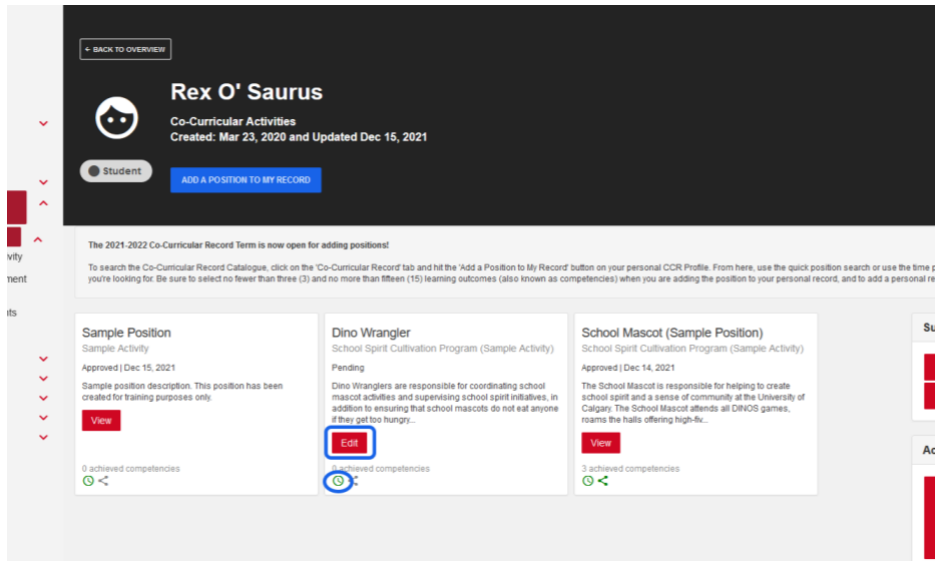 ← BACK TO OVERVIEW
Rex O' Saurus
Co-Curricular Activities
Created: Mar 23, 2020 and Updated Dec 15, 2021
Student
ADD A POSITION TO MY RECORD
vity
ment
nts
The 2021-2022 Co-Curricular Record Term is now open for adding positions!
To search the Co-Curricular Record Catalogue, click on the 'Co-Curricular Record' tab and hit the 'Add a Position to My Record' button on your personal CCR Profile. From here, use the quick position search or use the time p
you're looking for. Be sure to select no fewer than three (3) and no more than fifteen (15) learning outcomes (also known as competencies) when you are adding the position to your personal record, and to add a personal re
Sample Position
Sample Activity
Approved | Dec 15, 2021
Sample position description. This position has been
created for training purposes only.
View
0 achieved competencies
Dino Wrangler
School Spirit Cultivation Program (Sample Activity)
Pending
Dino Wranglers are responsible for coordinating school
mascot activities and supervising school spirit initiatives, in
addition to ensuring that school mascots do not eat anyone
if they get too hungry...
Edit
0 achieved competencies
School Mascot (Sample Position)
School Spirit Cultivation Program (Sample Activity)
Approved | Dec 14, 2021
The School Mascot is responsible for helping to create
school spirit and a sense of community at the University of
Calgary. The School Mascot attends all DINOS games,
roams the halls offering high-fiv...
View
3 achieved competencies
Su
Ac